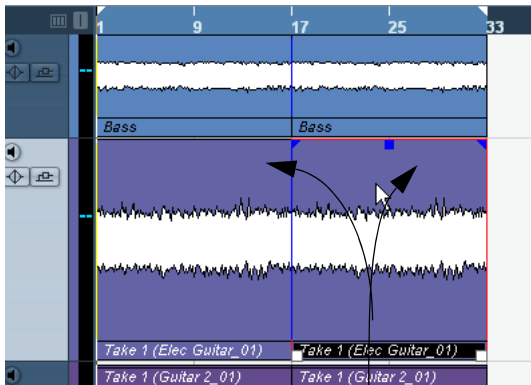 1 9 17 25 33
Bass Bass
Take 1 (Elec Guitar_01) Take 1 (Elec Guitar_01)
Take 1 (Guitar 2_01) Take 1 (Guitar 2_01)